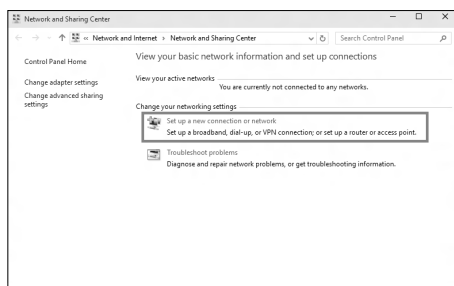 Network and Sharing Center
« Network and Internet › Network and Sharing Center
Search Control Panel
Control Panel Home
Change adapter settings
Change advanced sharing
settings
View your basic network information and set up connections
View your active networks
You are currently not connected to any networks.
Change your networking settings
Set up a new connection or network
Set up a broadband, dial-up, or VPN connection; or set up a router or access point.
Troubleshoot problems
Diagnose and repair network problems, or get troubleshooting information.